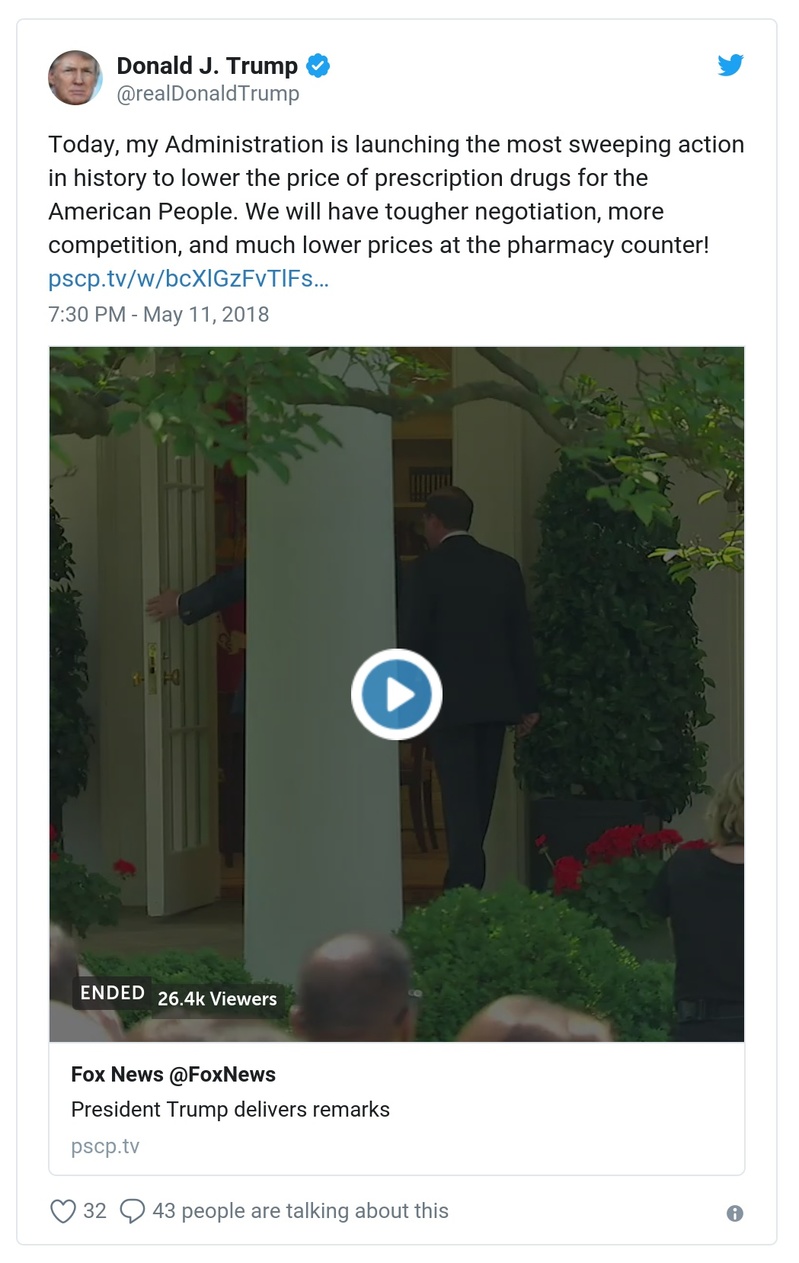 Donald J. Trump
@realDonaldTrump
Today, my Administration is launching the most sweeping action
in history to lower the price of prescription drugs for the
American People. We will have tougher negotiation, more
competition, and much lower prices at the pharmacy counter!
pscp.tv/w/bcXlGzFvTlFs…
7:30 PM - May 11, 2018
ENDED 26.4k Viewers
Fox News @FoxNews
President Trump delivers remarks
pscp.tv
32 43 people are talking about this